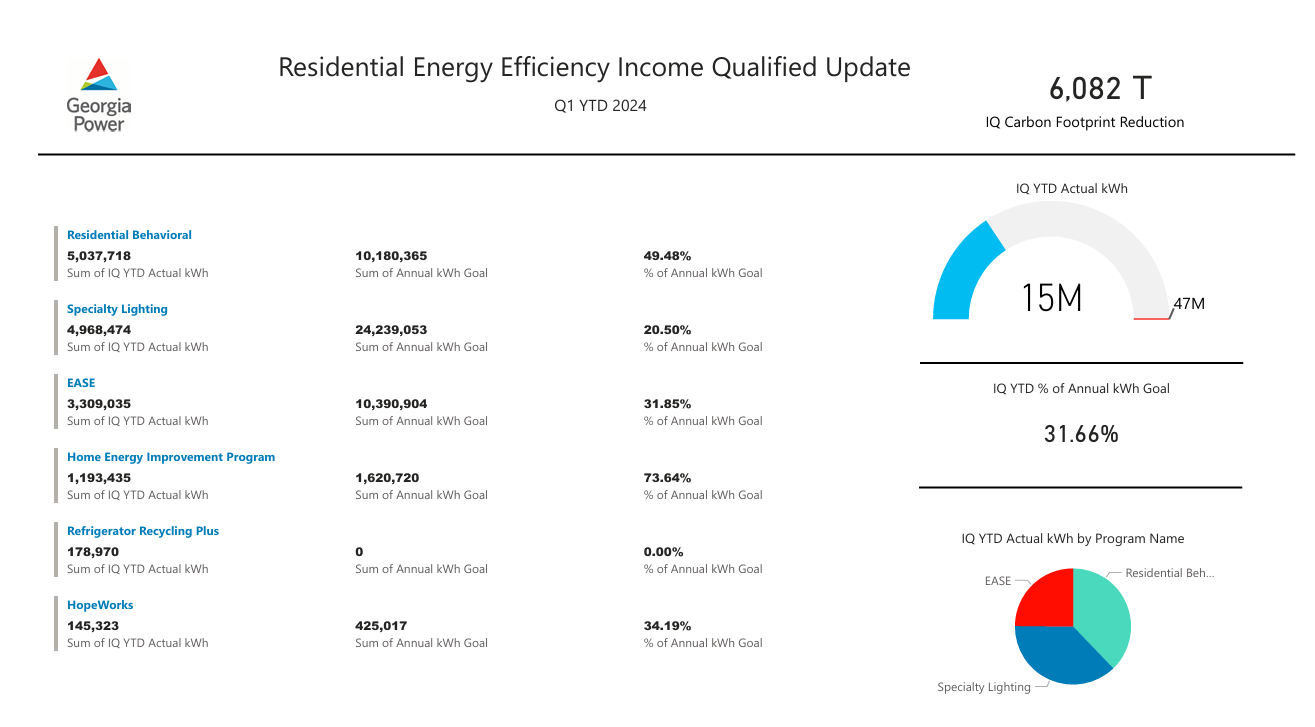 Georgia
Power
Residential Energy Efficiency Income Qualified Update
Q1 YTD 2024
6,082 T
IQ Carbon Footprint Reduction
Residential Behavioral
5,037,718 10,180,365 49.48%
Sum of IQ YTD Actual kWh Sum of Annual kWh Goal % of Annual kWh Goal
Specialty Lighting
4,968,474 24,239,053 20.50%
Sum of IQ YTD Actual kWh Sum of Annual kWh Goal % of Annual kWh Goal
EASE
3,309,035 10,390,904 31.85%
Sum of IQ YTD Actual kWh Sum of Annual kWh Goal % of Annual kWh Goal
Home Energy Improvement Program
1,193,435 1,620,720 73.64%
Sum of IQ YTD Actual kWh Sum of Annual kWh Goal % of Annual kWh Goal
Refrigerator Recycling Plus
178,970 0 0.00%
Sum of IQ YTD Actual kWh Sum of Annual kWh Goal % of Annual kWh Goal
HopeWorks
145,323 425,017 34.19%
Sum of IQ YTD Actual kWh Sum of Annual kWh Goal % of Annual kWh Goal
IQ YTD Actual kWh
15M
47M
IQ YTD % of Annual kWh Goal
31.66%
IQ YTD Actual kWh by Program Name
EASE
Residential Beh...
Specialty Lighting